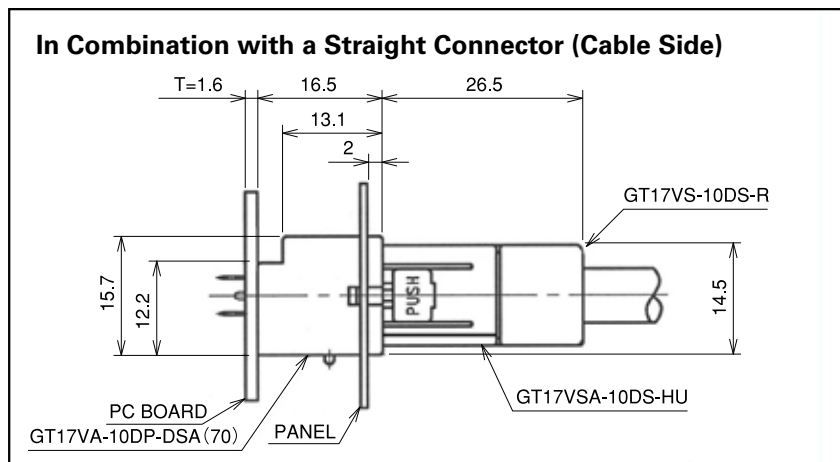 In Combination with a Straight Connector (Cable Side)
T=1.6
16.5
26.5
13.1
2
GT17VS-10DS-R
15.7
12.2
PUSH
14.5
GT17VSA-10DS-HU
PC BOARD
GT17VA-10DP-DSA(70)
PANEL